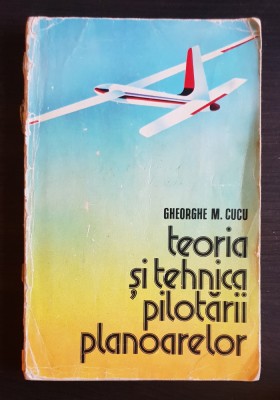 GHEORGHE M. CUCU
teoria
și tehnica
pilotării
planoarelor